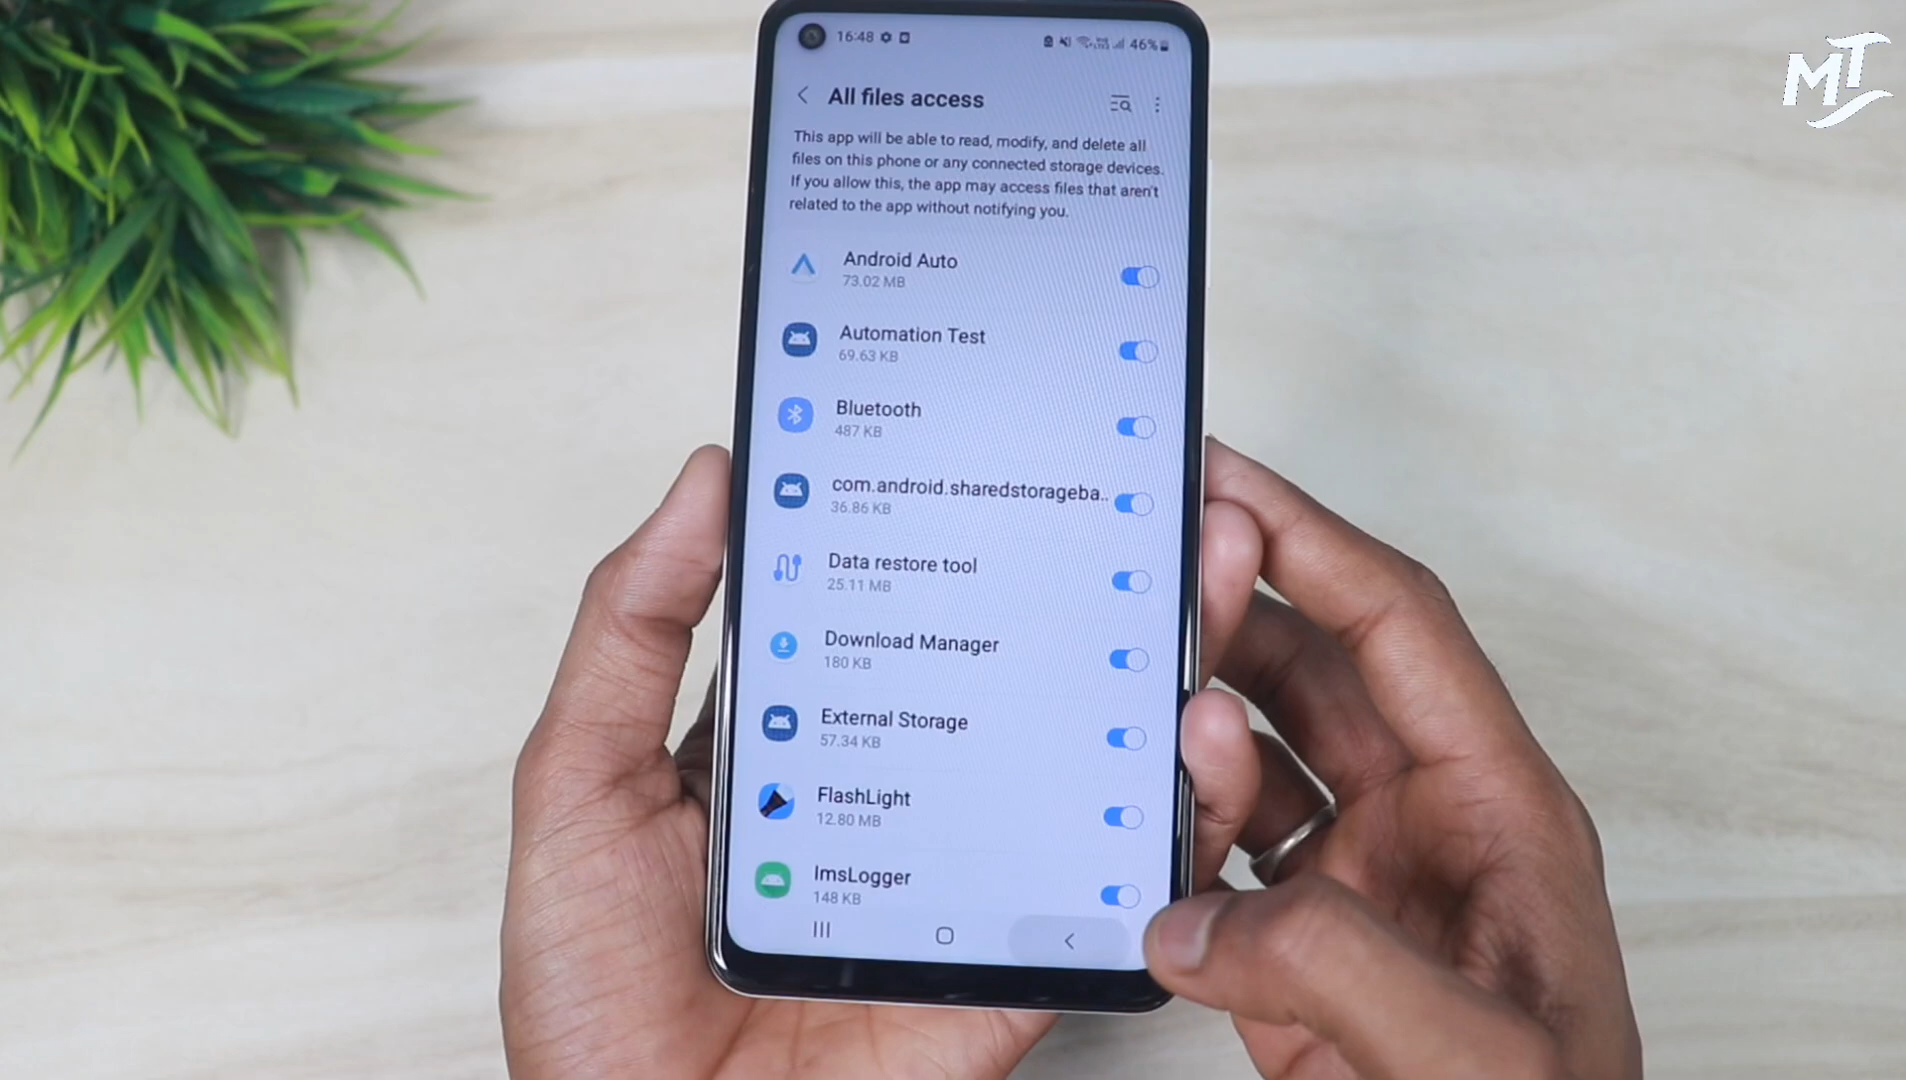 MT
16:48
46%
All files access
This app will be able to read, modify, and delete all
files on this phone or any connected storage devices.
If you allow this, the app may access files that aren't
related to the app without notifying you.
Android Auto
73.02 MB
Automation Test
69.63 KB
Bluetooth
487 KB
com.android.sharedstorageba..
36.86 KB
Data restore tool
25.11 MB
Download Manager
180 KB
External Storage
57.34 KB
FlashLight
12.80 MB
ImsLogger
148 KB